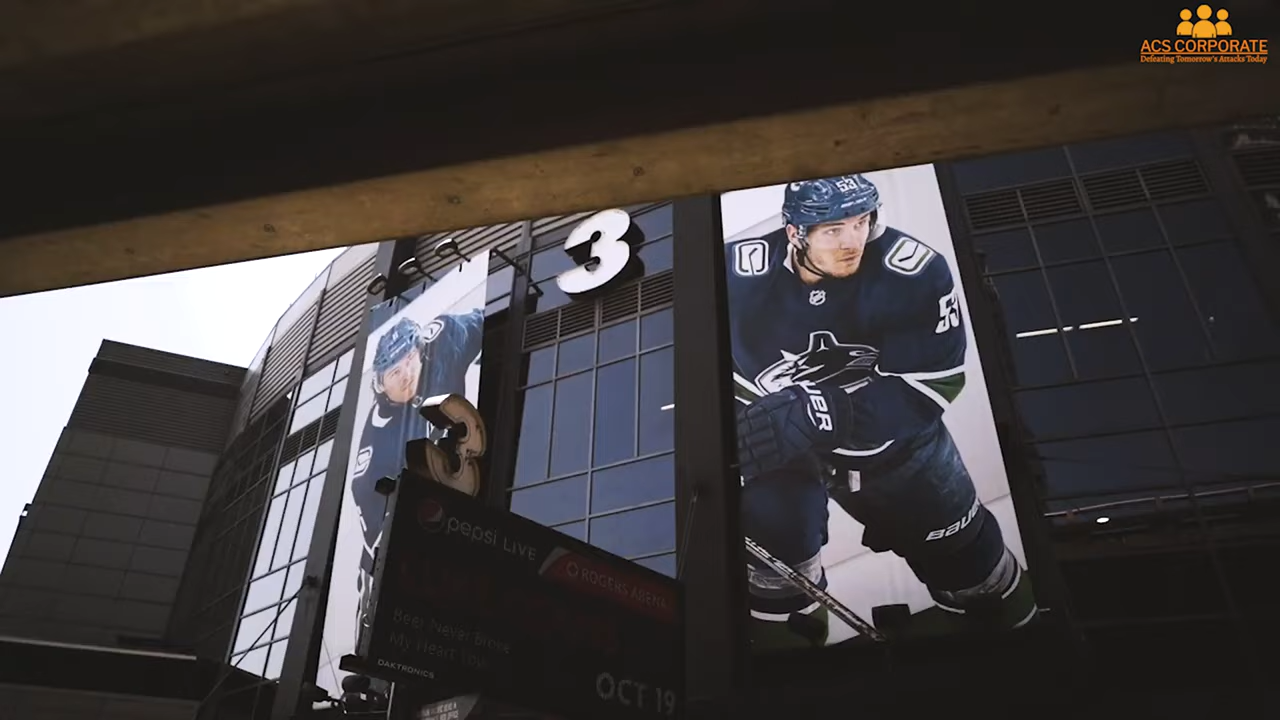 ACS CORPORATE
Defeating Tomorrow's Attacks Today
53
3
53
BAUER
3
pepsi LIVE
ROGERS ARENA
Beer Never Broke
My Heart Tour
DAKTRONICS
OCT 19